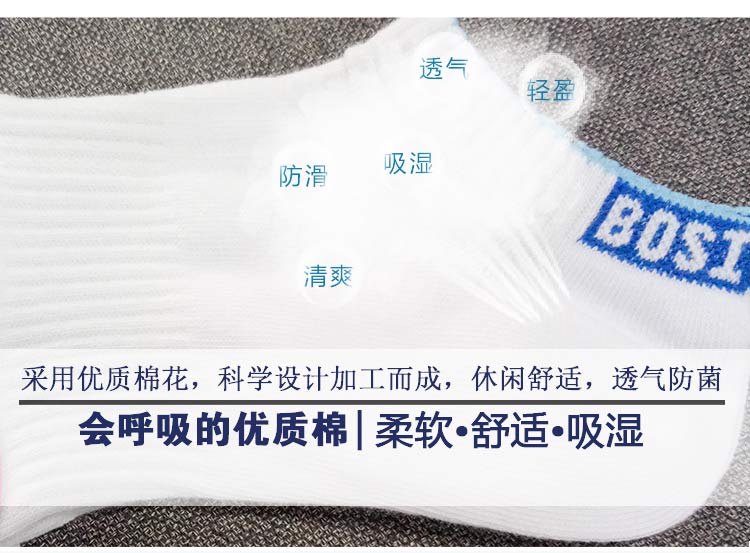 透气
轻盈
吸湿
防滑
清爽
BOSI
采用优质棉花，科学设计加工而成，休闲舒适，透气防菌
会呼吸的优质棉|柔软•舒适•吸湿